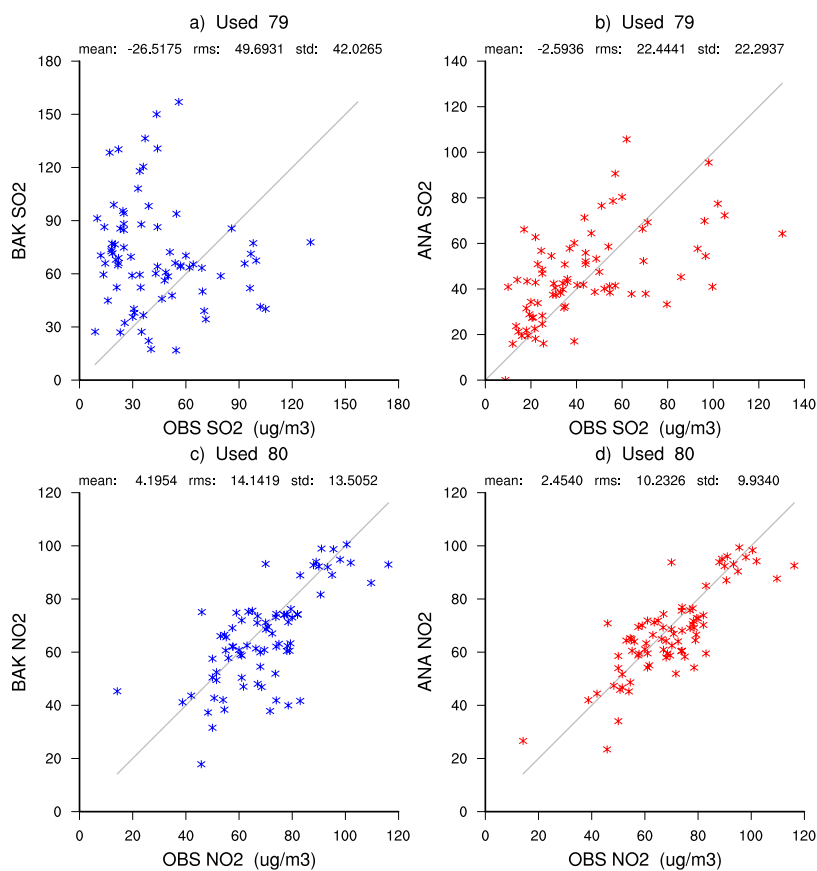 a) Used 79
mean: -26.5175 rms: 49.6931 std: 42.0265
180
150
120
90
60
30
0
BAK SO2
0 30 60 90 120 150 180
OBS SO2 (ug/m3)
b) Used 79
mean: -2.5936 rms: 22.4441 std: 22.2937
140
120
100
80
60
40
20
0
ANA SO2
0 20 40 60 80 100 120 140
OBS SO2 (ug/m3)
c) Used 80
mean: 4.1954 rms: 14.1419 std: 13.5052
120
100
80
60
40
20
0
BAK NO2
0 20 40 60 80 100 120
OBS NO2 (ug/m3)
d) Used 80
mean: 2.4540 rms: 10.2326 std: 9.9340
120
100
80
60
40
20
0
ANA NO2
0 20 40 60 80 100 120
OBS NO2 (ug/m3)